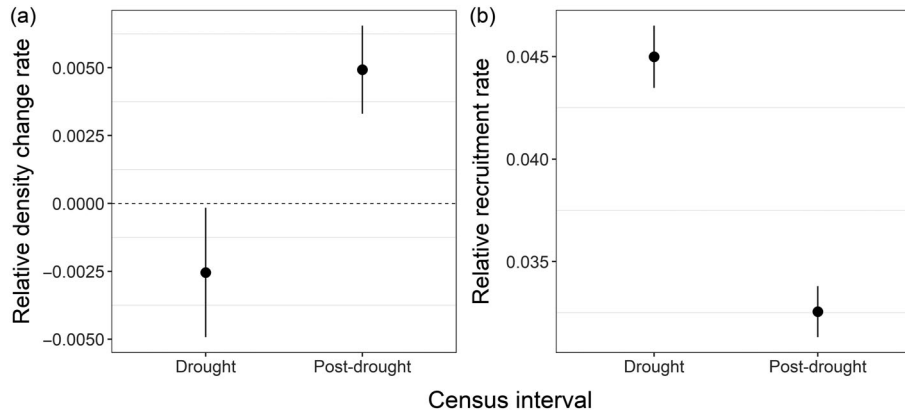 (a)
Relative density change rate
0.0050
0.0025
0.0000
−0.0025
−0.0050
Drought
Post-drought
(b)
Relative recruitment rate
0.045
0.040
0.035
Drought
Post-drought
Census interval